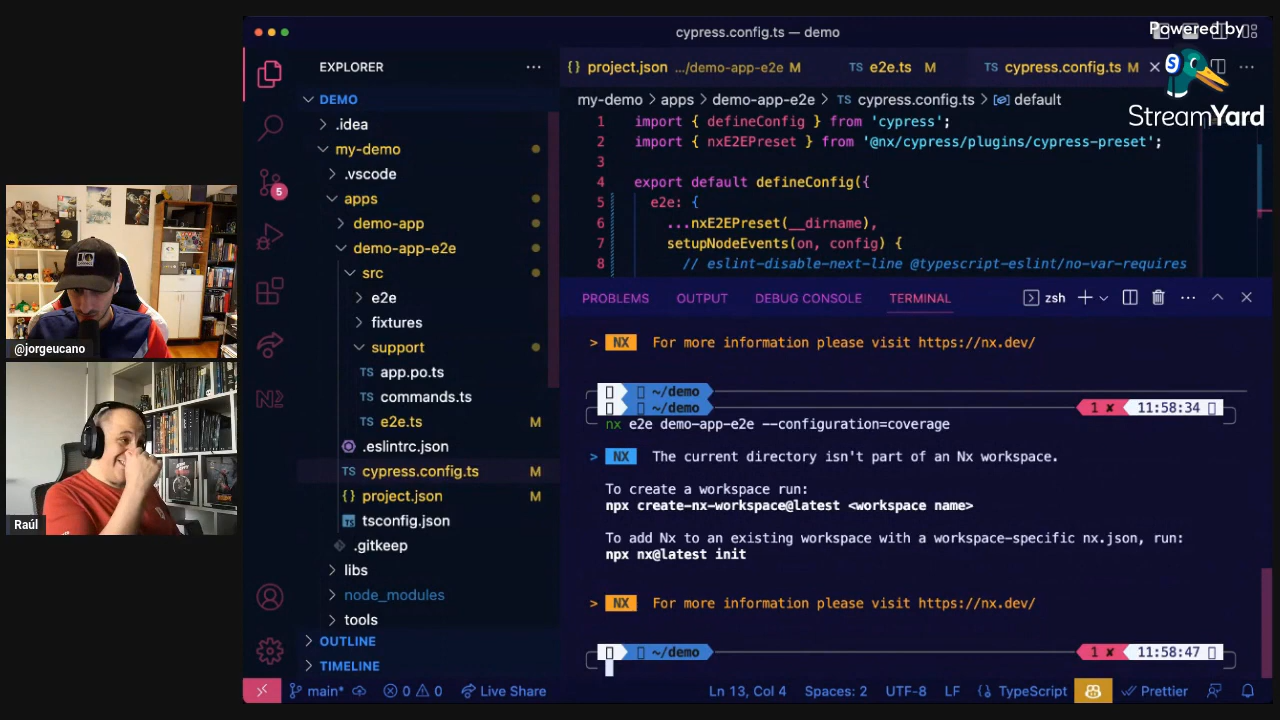 cypress.config.ts — demo
Powered by
StreamYard
EXPLORER
DEMO
.idea
my-demo
.vscode
apps
demo-app
demo-app-e2e
src
e2e
fixtures
support
app.po.ts
commands.ts
TS e2e.ts M
.eslintrc.json
TS cypress.config.ts M
{} project.json M
tsconfig.json
.gitkeep
libs
node_modules
tools
OUTLINE
TIMELINE
5
{} project.json .../demo-app-e2e M
TS e2e.ts M
TS cypress.config.ts M
my-demo > apps > demo-app-e2e > TS cypress.config.ts > default
1 import { defineConfig } from 'cypress';
2 import { nxE2EPreset } from '@nx/cypress/plugins/cypress-preset';
3
4 export default defineConfig({
5 e2e: {
6 ...nxE2EPreset(__dirname),
7 setupNodeEvents(on, config) {
8 // eslint-disable-next-line @typescript-eslint/no-var-requires
PROBLEMS OUTPUT DEBUG CONSOLE TERMINAL zsh
> NX For more information please visit https://nx.dev/
~/demo
~/demo 1 ✘ 11:58:34
nx e2e demo-app-e2e --configuration=coverage
> NX The current directory isn't part of an Nx workspace.
To create a workspace run:
npx create-nx-workspace@latest <workspace name>
To add Nx to an existing workspace with a workspace-specific nx.json, run:
npx nx@latest init
> NX For more information please visit https://nx.dev/
~/demo 1 ✘ 11:58:47
main* 0 0 Live Share Ln 13, Col 4 Spaces: 2 UTF-8 LF {} TypeScript Prettier
@jorgeucano
Raúl